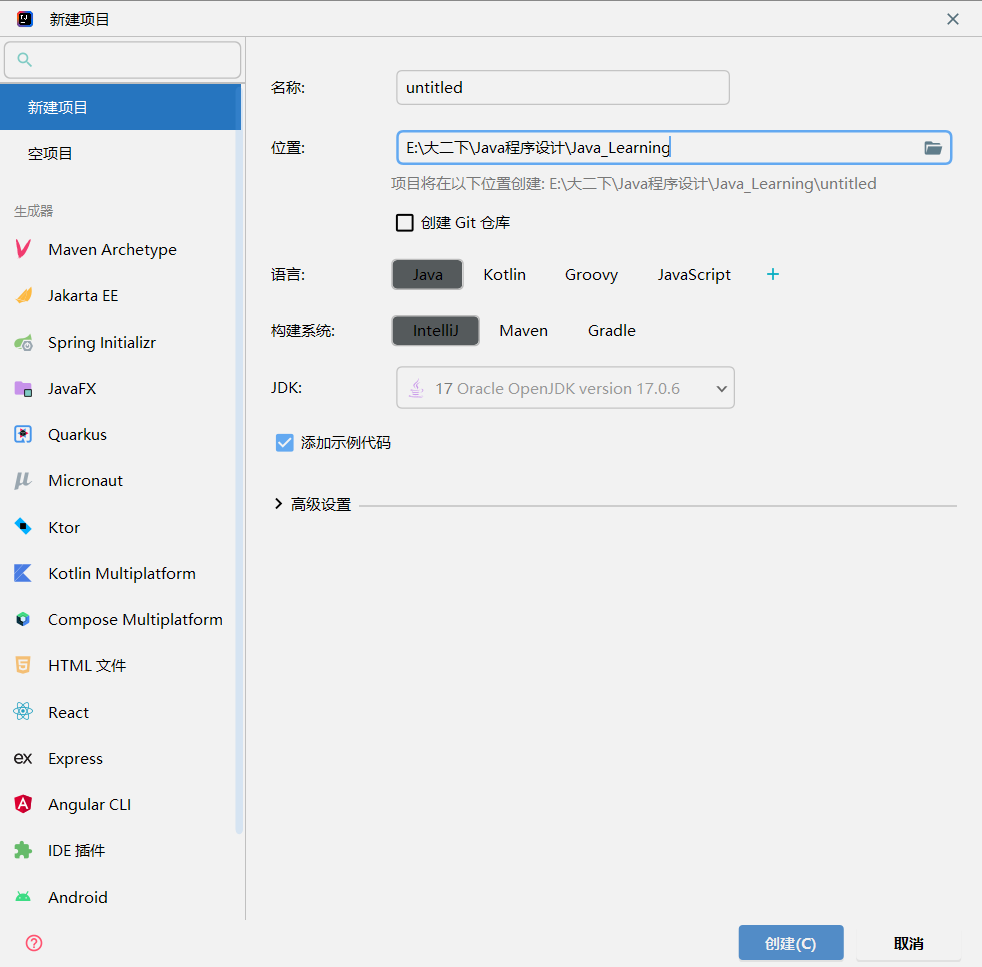 新建项目
新建项目
空项目
生成器
Maven Archetype
Jakarta EE
Spring Initializr
JavaFX
Quarkus
Micronaut
Ktor
Kotlin Multiplatform
Compose Multiplatform
HTML 文件
React
ex Express
Angular CLI
IDE 插件
Android
名称: untitled
位置: E:\大二下\Java程序设计\Java_Learning
项目将在以下位置创建: E:\大二下\Java程序设计\Java_Learning\untitled
创建 Git 仓库
语言: Java Kotlin Groovy JavaScript +
构建系统: IntelliJ Maven Gradle
JDK: 17 Oracle OpenJDK version 17.0.6
添加示例代码
高级设置
? 创建(C) 取消